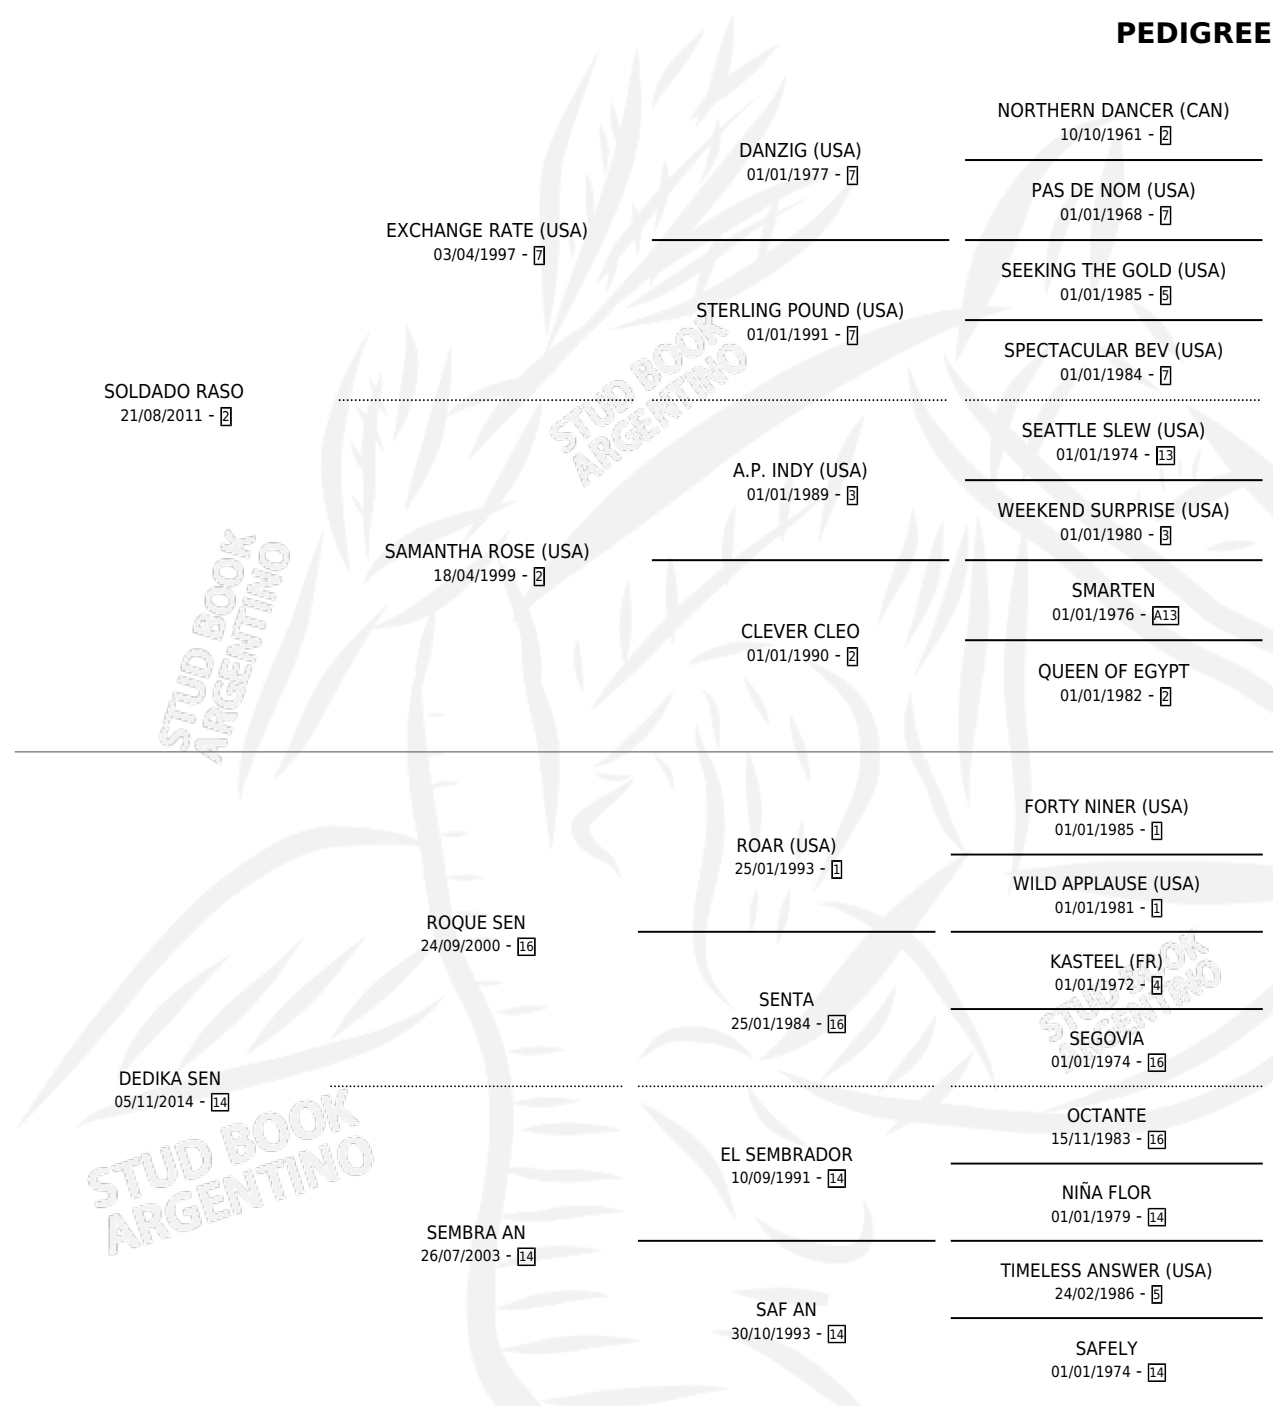 PEDIGREE
NORTHERN DANCER (CAN)
10/10/1961 - 2
DANZIG (USA)
01/01/1977 - 7
PAS DE NOM (USA)
01/01/1968 - 7
EXCHANGE RATE (USA)
03/04/1997 - 7
SEEKING THE GOLD (USA)
01/01/1985 - 5
STERLING POUND (USA)
01/01/1991 - 7
SPECTACULAR BEV (USA)
01/01/1984 - 7
SOLDADO RASO
21/08/2011 - 2
SEATTLE SLEW (USA)
01/01/1974 - 13
A.P. INDY (USA)
01/01/1989 - 3
WEEKEND SURPRISE (USA)
01/01/1980 - 3
SAMANTHA ROSE (USA)
18/04/1999 - 2
SMARTEN
01/01/1976 - A13
CLEVER CLEO
01/01/1990 - 2
QUEEN OF EGYPT
01/01/1982 - 2
FORTY NINER (USA)
01/01/1985 - 1
ROAR (USA)
25/01/1993 - 1
WILD APPLAUSE (USA)
01/01/1981 - 1
ROQUE SEN
24/09/2000 - 16
KASTEEL (FR)
01/01/1972 - 4
SENTA
25/01/1984 - 16
SEGOVIA
01/01/1974 - 16
DEDIKA SEN
05/11/2014 - 14
OCTANTE
15/11/1983 - 16
EL SEMBRADOR
10/09/1991 - 14
NIÑA FLOR
01/01/1979 - 14
SEMBRA AN
26/07/2003 - 14
TIMELESS ANSWER (USA)
24/02/1986 - 5
SAF AN
30/10/1993 - 14
SAFELY
01/01/1974 - 14
STUD BOOK
ARGENTINO
STUD BOOK
ARGENTINO
STUD BOOK
ARGENTINO
STUD BOOK
ARGENTINO